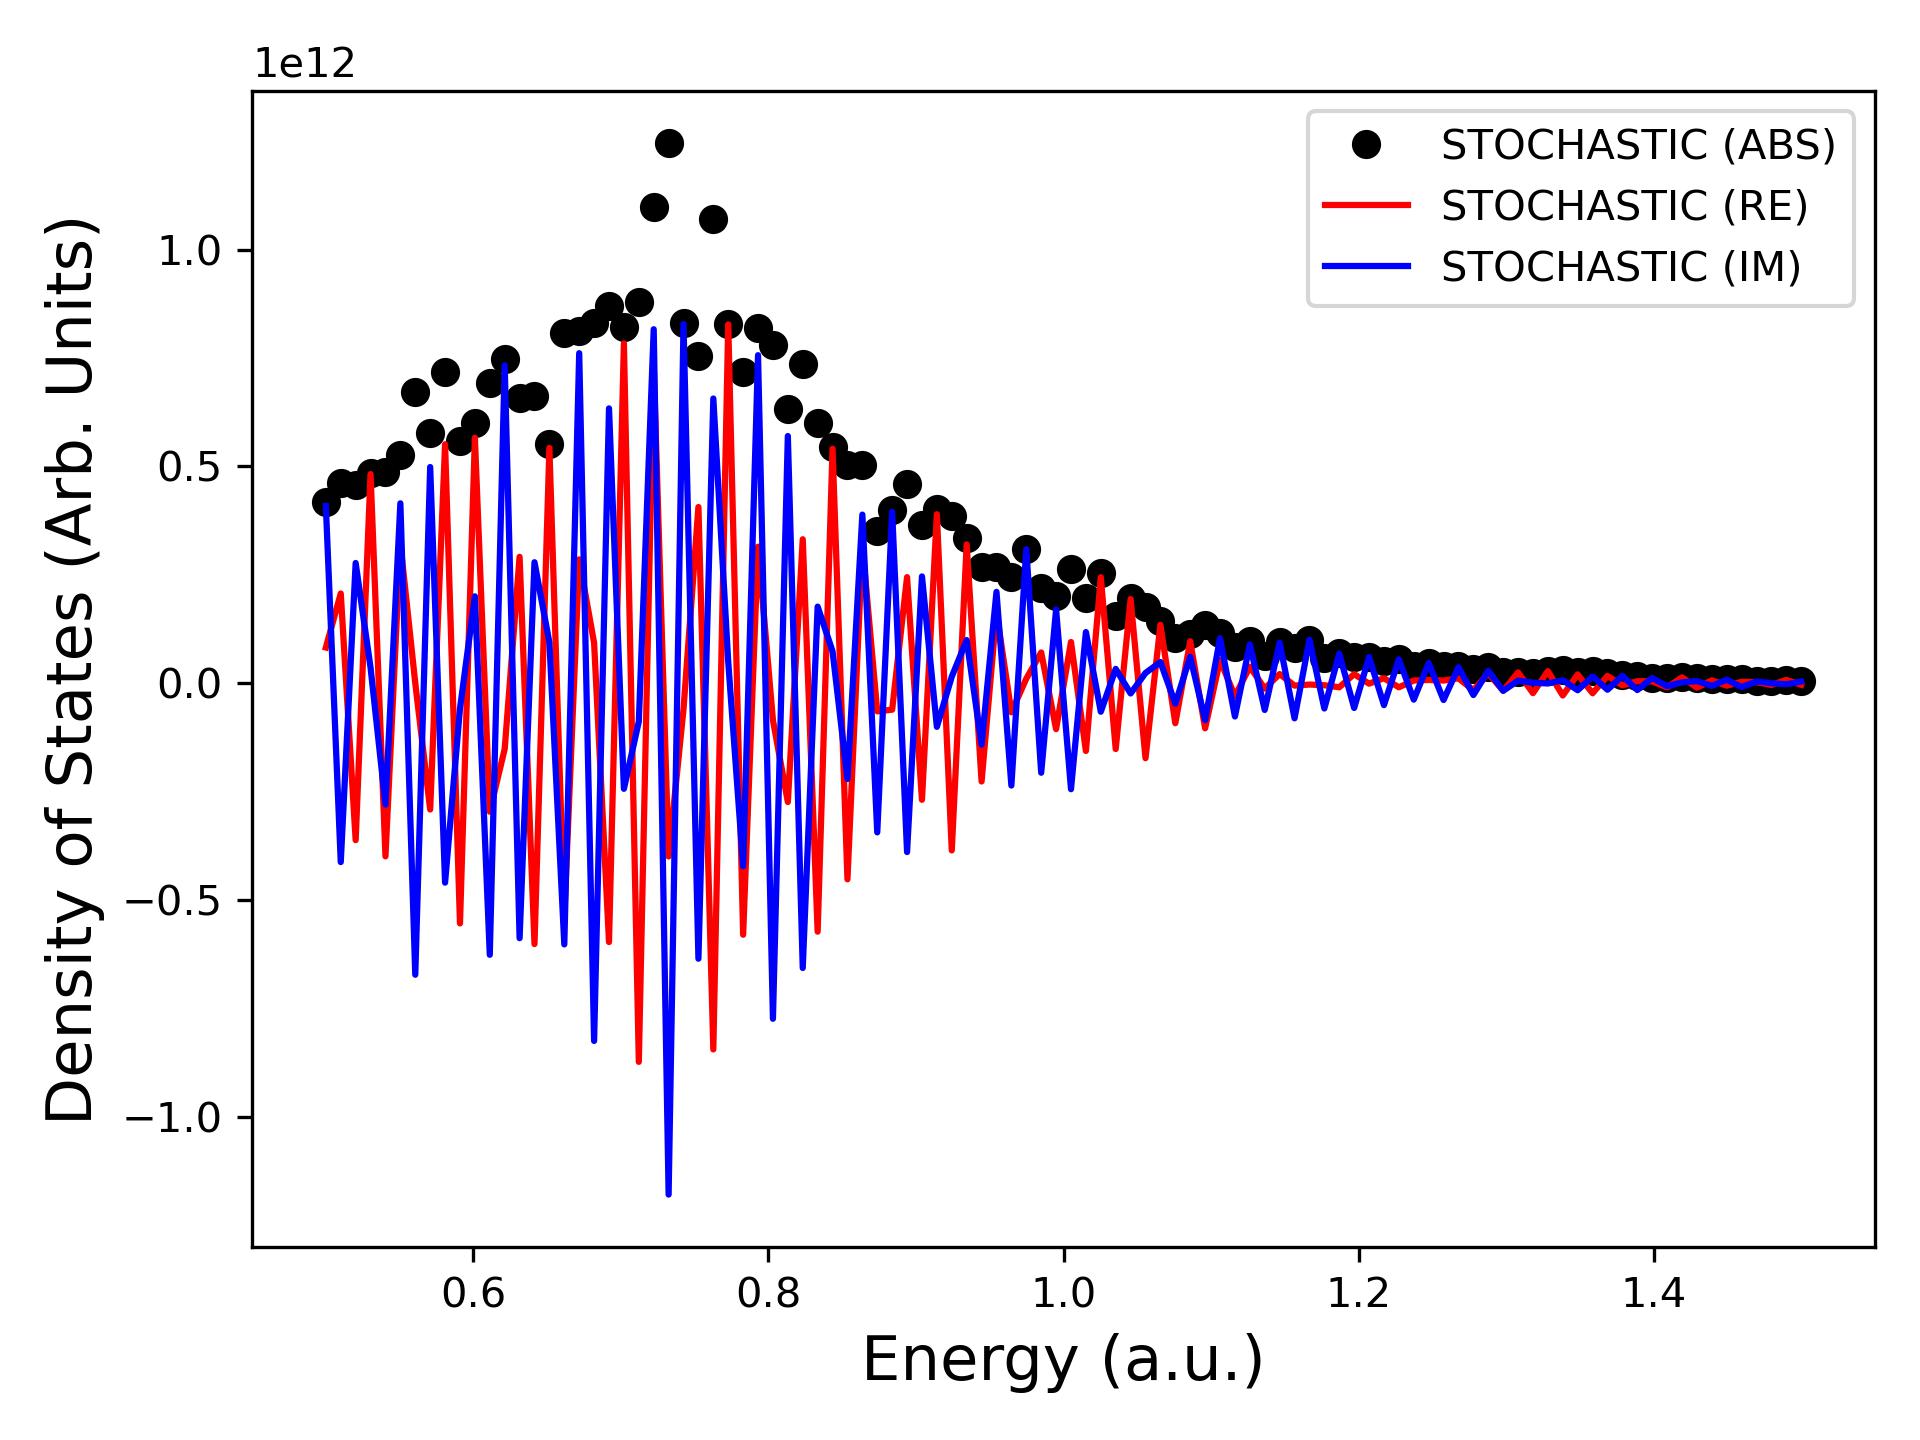 1e12
STOCHASTIC (ABS)
STOCHASTIC (RE)
STOCHASTIC (IM)
Density of States (Arb. Units)
1.0
0.5
0.0
−0.5
−1.0
0.6 0.8 1.0 1.2 1.4
Energy (a.u.)